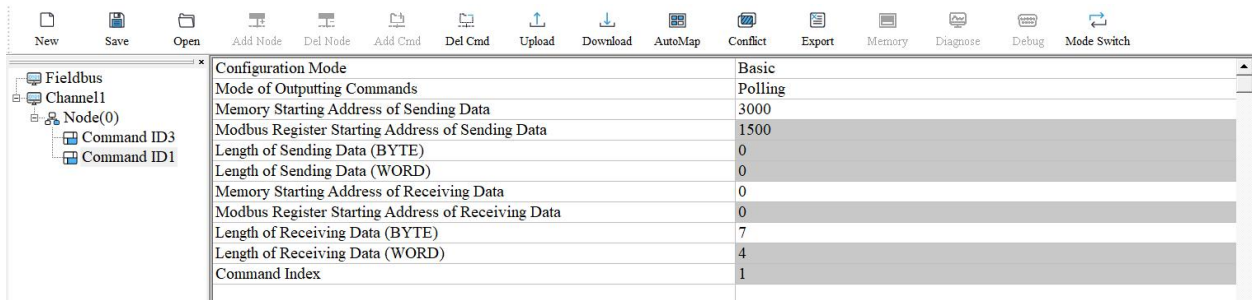 New Save Open Add Node Del Node Add Cmd Del Cmd Upload Download AutoMap Conflict Export Memory Diagnose Debug Mode Switch
Fieldbus
Channel1
Node(0)
Command ID3
Command ID1
Configuration Mode Basic
Mode of Outputting Commands Polling
Memory Starting Address of Sending Data 3000
Modbus Register Starting Address of Sending Data 1500
Length of Sending Data (BYTE) 0
Length of Sending Data (WORD) 0
Memory Starting Address of Receiving Data 0
Modbus Register Starting Address of Receiving Data 0
Length of Receiving Data (BYTE) 7
Length of Receiving Data (WORD) 4
Command Index 1